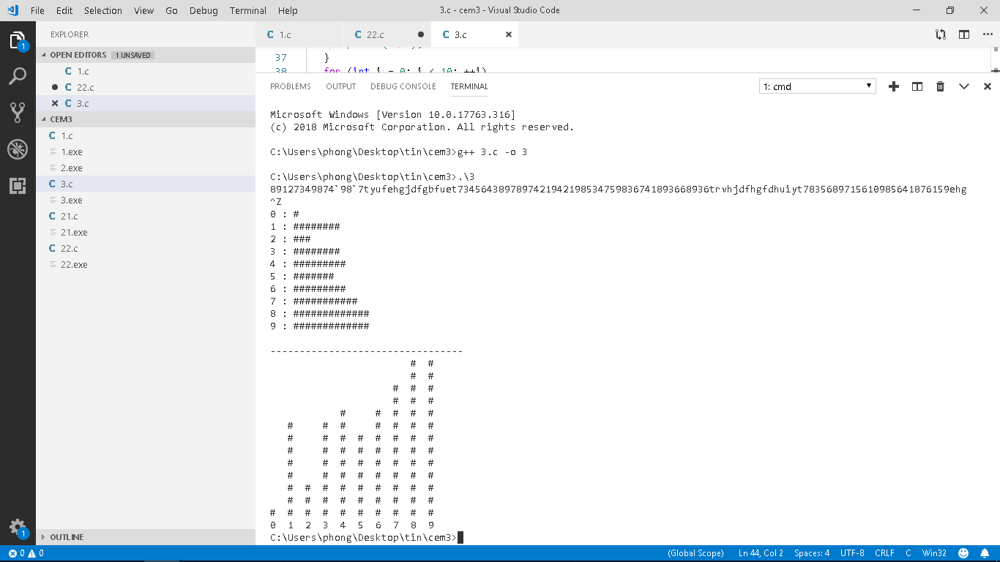 File Edit Selection View Go Debug Terminal Help 3.c - cem3 - Visual Studio Code
EXPLORER
OPEN EDITORS 1 UNSAVED
1.c
22.c
3.c
CEM3
1.c
1.exe
2.exe
3.c
3.exe
21.c
21.exe
22.c
22.exe
OUTLINE
1
1
1.c 22.c 3.c
37 }
38 for (int i = 0; i < 10; ++i)
PROBLEMS OUTPUT DEBUG CONSOLE TERMINAL 1: cmd
Microsoft Windows [Version 10.0.17763.316]
(c) 2018 Microsoft Corporation. All rights reserved.
C:\Users\phong\Desktop\tin\cem3>g++ 3.c -o 3
C:\Users\phong\Desktop\tin\cem3>.\3
89127349874`98`7tyufehgjdfgbfuet7345643897897421942198534759836741893668936trvhjdfhgfdhuiyt7835689715610985641876159ehg
^Z
0 : #
1 : ########
2 : ###
3 : ########
4 : #########
5 : #######
6 : #########
7 : ###########
8 : #############
9 : #############
---------------------------------
                        #  #
                        #  #
                     #  #  #
                     #  #  #
            #     #  #  #  #
   #     #  #     #  #  #  #
   #     #  #  #  #  #  #  #
   #     #  #  #  #  #  #  #
   #     #  #  #  #  #  #  #
   #     #  #  #  #  #  #  #
   #  #  #  #  #  #  #  #  #
   #  #  #  #  #  #  #  #  #
#  #  #  #  #  #  #  #  #  #
0  1  2  3  4  5  6  7  8  9
C:\Users\phong\Desktop\tin\cem3>
0 0 (Global Scope) Ln 44, Col 2 Spaces: 4 UTF-8 CRLF C Win32